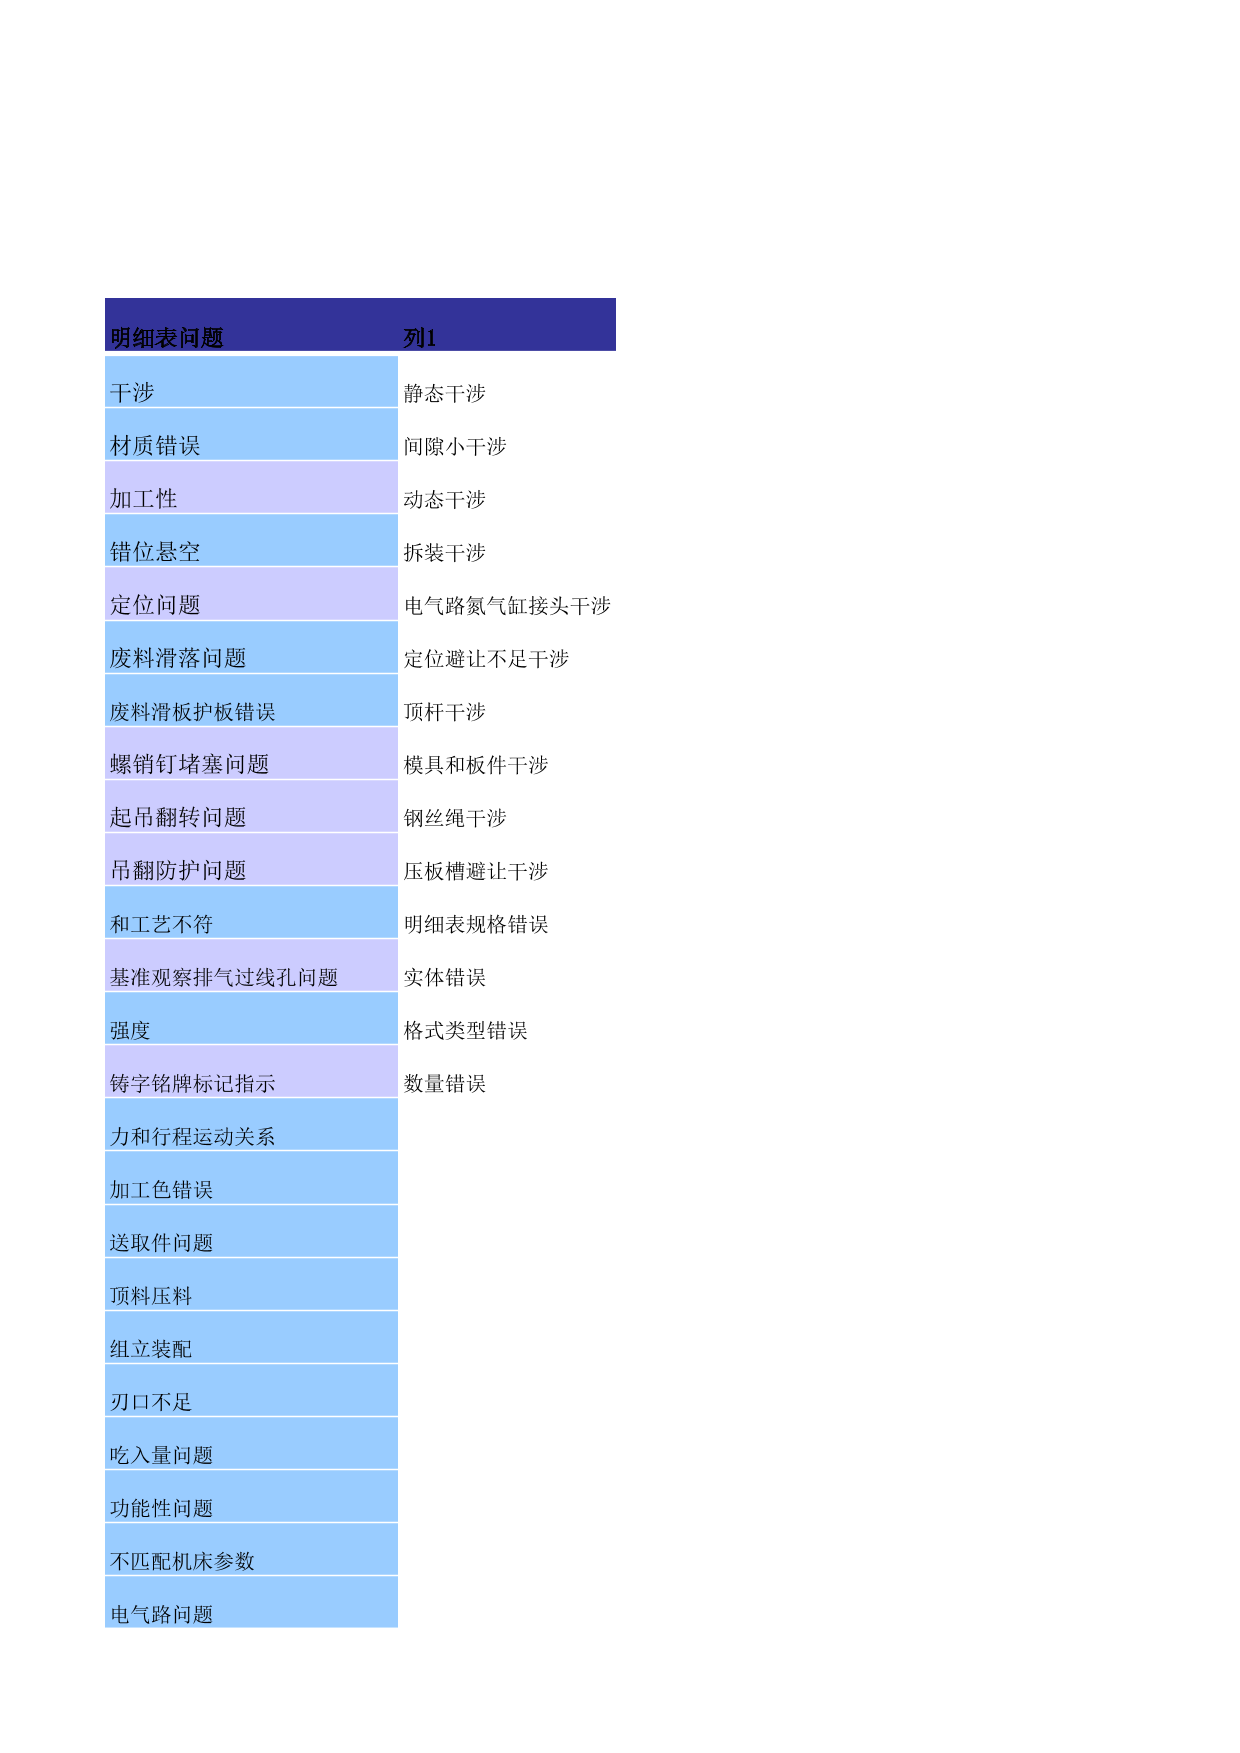 明细表问题 列1
干涉 静态干涉
材质错误 间隙小干涉
加工性 动态干涉
错位悬空 拆装干涉
定位问题 电气路氮气缸接头干涉
废料滑落问题 定位避让不足干涉
废料滑板护板错误 顶杆干涉
螺销钉堵塞问题 模具和板件干涉
起吊翻转问题 钢丝绳干涉
吊翻防护问题 压板槽避让干涉
和工艺不符 明细表规格错误
基准观察排气过线孔问题 实体错误
强度 格式类型错误
铸字铭牌标记指示 数量错误
力和行程运动关系
加工色错误
送取件问题
顶料压料
组立装配
刃口不足
吃入量问题
功能性问题
不匹配机床参数
电气路问题